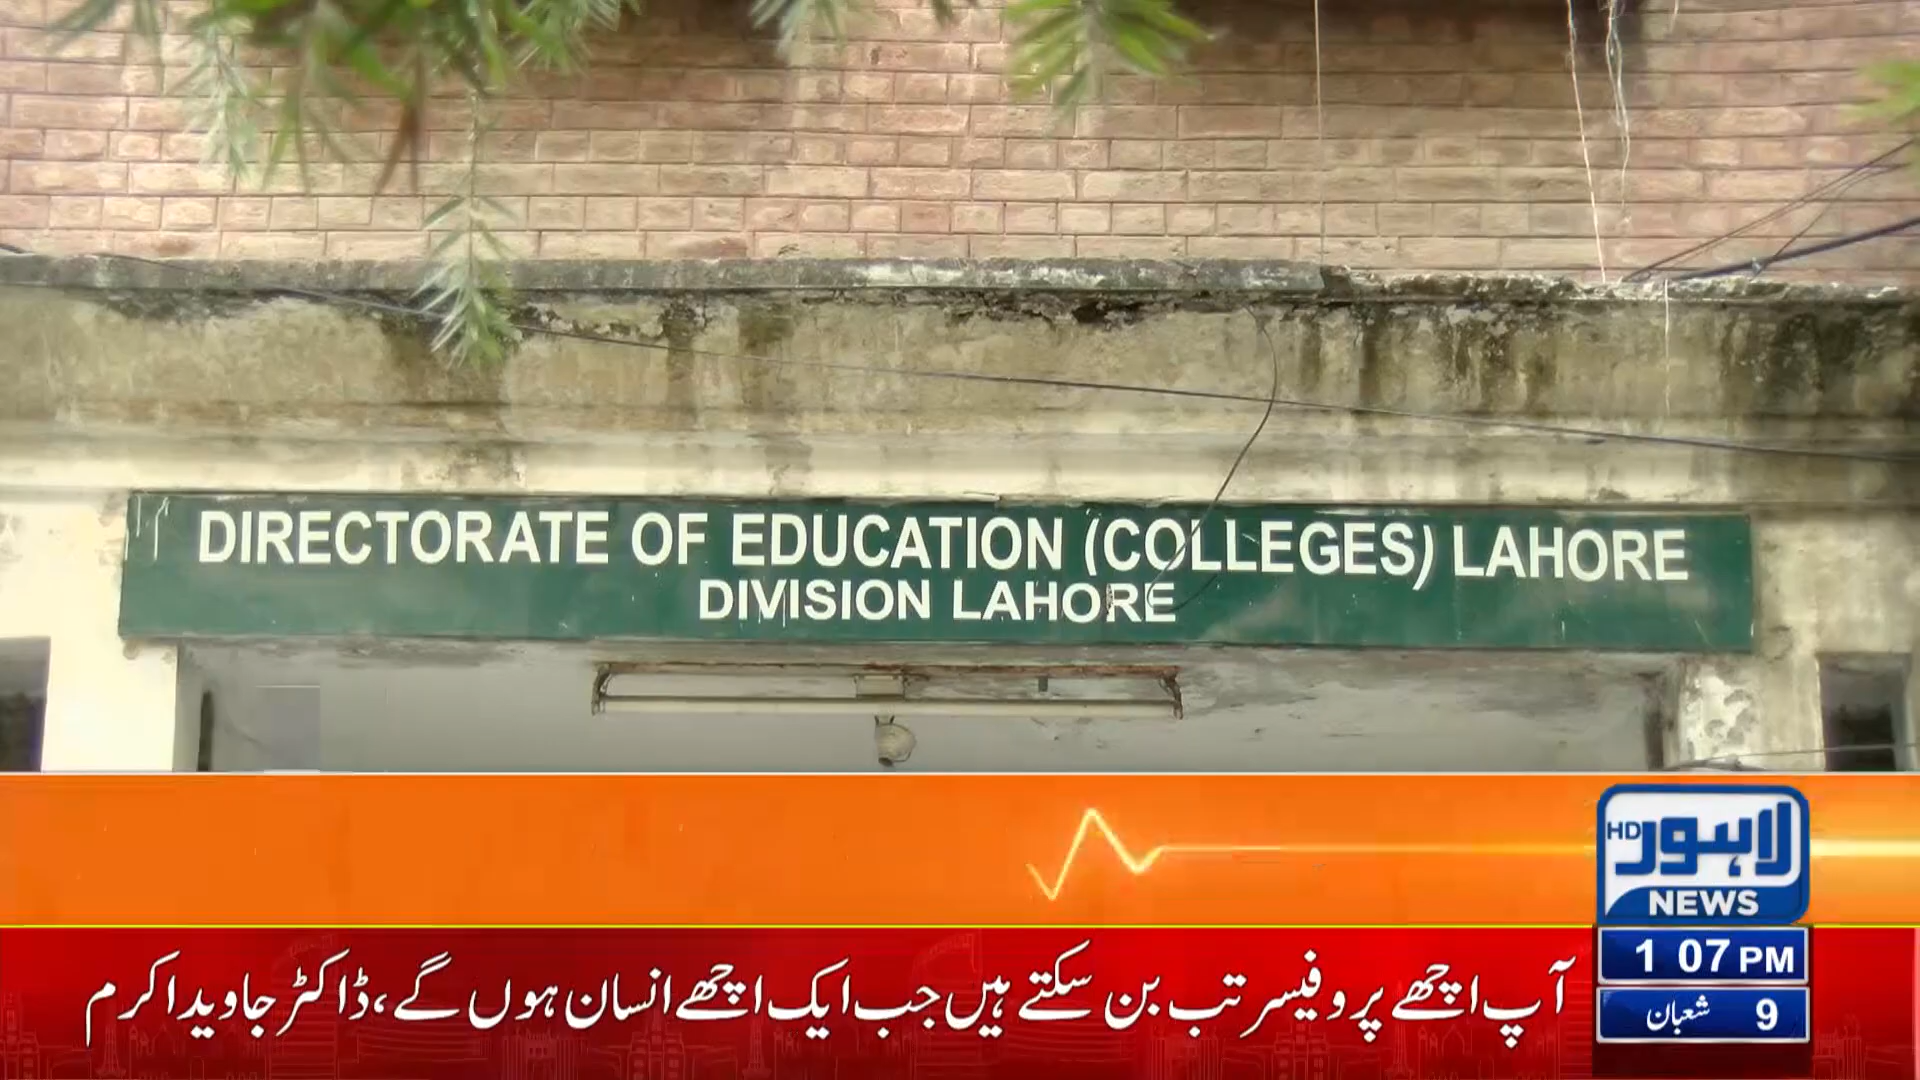 DIRECTORATE OF EDUCATION (COLLEGES) LAHORE
DIVISION LAHORE
HD لاہور
NEWS
1 07 PM
آپ اچھے پروفیسر تب بن سکتے ہیں جب ایک اچھے انسان ہوں گے، ڈاکٹر جاوید اکرم
9 شعبان